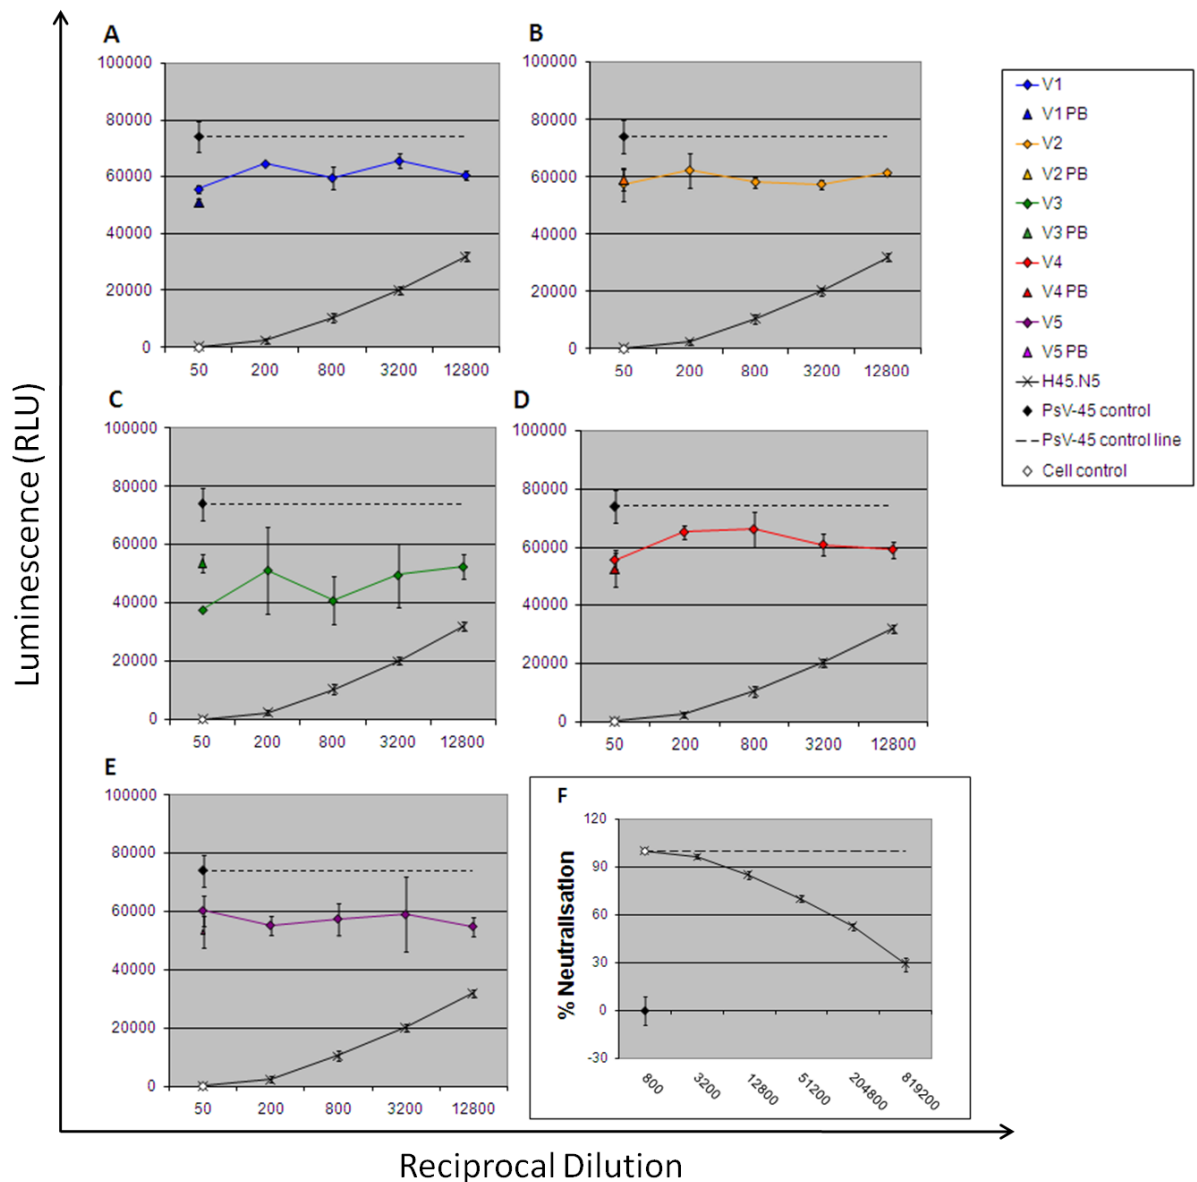 A
100000
80000
60000
40000
20000
0
50 200 800 3200 12800
B
100000
80000
60000
40000
20000
0
50 200 800 3200 12800
V1
V1 PB
V2
V2 PB
V3
V3 PB
V4
V4 PB
V5
V5 PB
H45.N5
PsV-45 control
PsV-45 control line
Cell control
Luminescence (RLU)
C
100000
80000
60000
40000
20000
0
50 200 800 3200 12800
D
100000
80000
60000
40000
20000
0
50 200 800 3200 12800
E
100000
80000
60000
40000
20000
0
50 200 800 3200 12800
F
% Neutralisation
120
90
60
30
0
-30
800 3200 12800 51200 204800 819200
Reciprocal Dilution